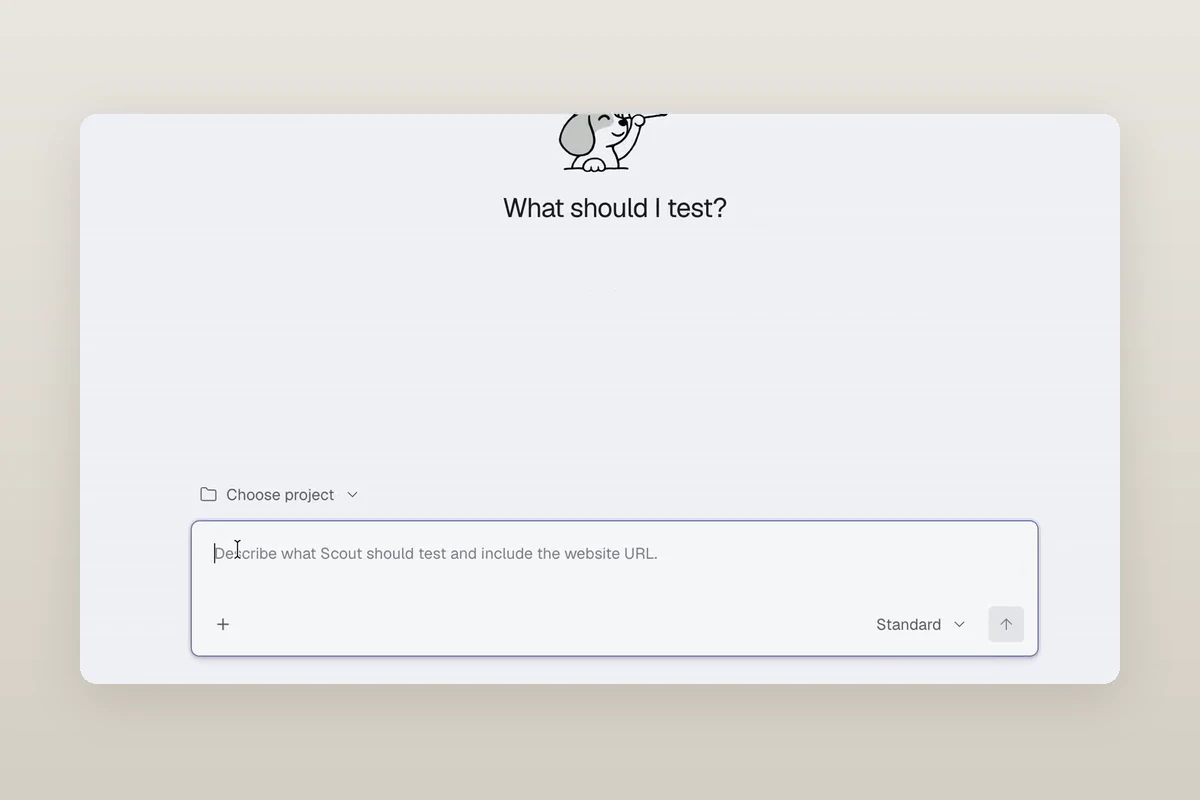 What should I test?
Choose project
Describe what Scout should test and include the website URL.
Standard